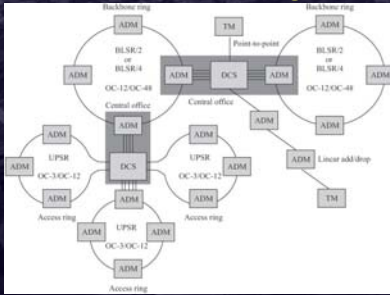 Backbone ring
Backbone ring
ADM
TM
ADM
Point-to-point
BLSR/2
or
BLSR/4
BLSR/2
or
BLSR/4
ADM
ADM
DCS
ADM
ADM
OC-12/OC-48
OC-12/OC-48
Central office
Central office
ADM
ADM
ADM
ADM
ADM
UPSR
DCS
UPSR
ADM
ADM
ADM
Linear add/drop
OC-3/OC-12
OC-3/OC-12
ADM
ADM
ADM
TM
Access ring
UPSR
Access ring
ADM
ADM
OC-3/OC-12
ADM
Access ring